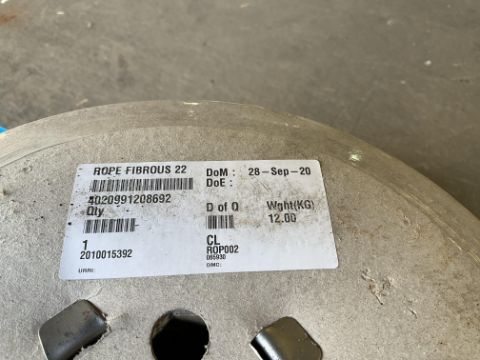 ROPE FIBROUS 22
DoM : 28-Sep-20
DoE :
4020991208692
Qty
D of Q
Wght(KG)
12.00
1
CL
2010015392
ROP002
065930